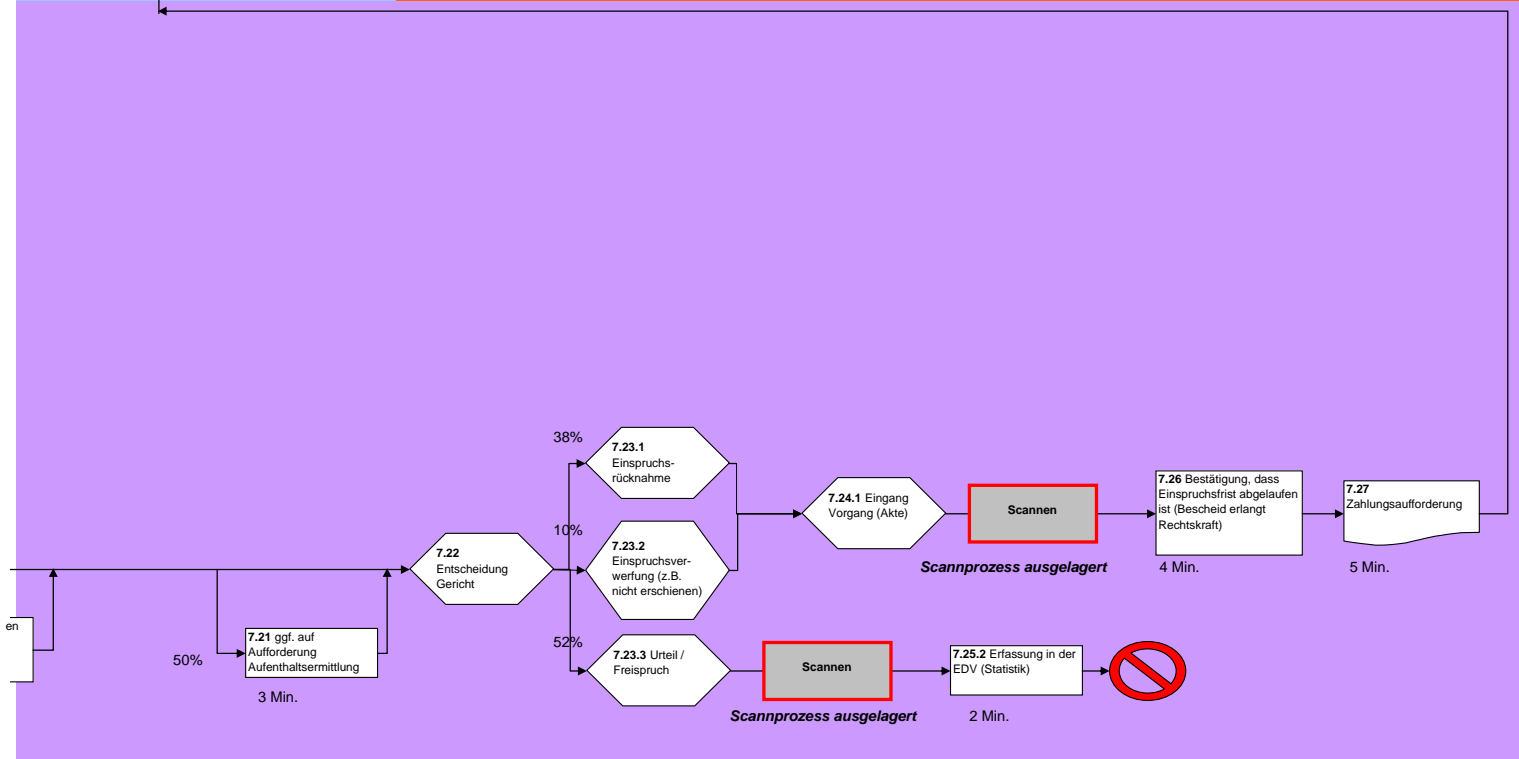 en
7.21 ggf. auf
Aufforderung
Aufenthaltsermittlung
50%
3 Min.
7.22
Entscheidung
Gericht
38%
7.23.1
Einspruchs-
rücknahme
10%
7.23.2
Einspruchsver-
werfung (z.B.
nicht erschienen)
52%
7.23.3 Urteil /
Freispruch
7.24.1 Eingang
Vorgang (Akte)
Scannen
Scannprozess ausgelagert
7.26 Bestätigung, dass
Einspruchsfrist abgelaufen
ist (Bescheid erlangt
Rechtskraft)
4 Min.
7.27
Zahlungsaufforderung
5 Min.
Scannen
Scannprozess ausgelagert
7.25.2 Erfassung in der
EDV (Statistik)
2 Min.